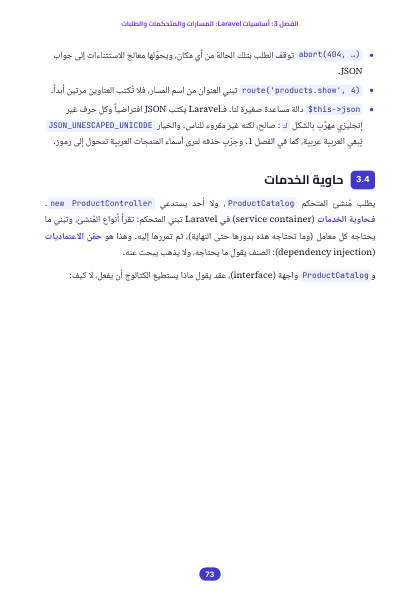 الفصل 3: أساسيات Laravel: المسارات والمتحكمات والطلبات
• abort(404, …) توقف الطلب بتلك الحالة من أي مكان، ويحوّلها معالج الاستثناءات إلى جواب
JSON.
• route('products.show', 4) تبني العنوان من اسم المسار، فلا تُكتب العناوين مرتين أبداً.
• $this->json دالة مساعدة صغيرة لنا. فـLaravel يكتب JSON افتراضياً وكل حرف غير
إنجليزي مهرَّب بالشكل : صالح، لكنه غير مقروء للناس. والخيار JSON_UNESCAPED_UNICODE
يُبقي العربية عربية، كما في الفصل 1. وجرّب حذفه لترى أسماء المنتجات العربية تتحول إلى رموز.
3.4 حاوية الخدمات
يطلب مُنشئ المتحكم ProductCatalog، ولا أحد يستدعي new ProductController.
فـحاوية الخدمات (service container) في Laravel تبني المتحكم: تقرأ أنواع المُنشئ، وتبني ما
يحتاجه كل معامل (وما تحتاجه هذه بدورها حتى النهاية)، ثم تمررها إليه. وهذا هو حقن الاعتماديات
(dependency injection): الصنف يقول ما يحتاجه، ولا يذهب يبحث عنه.
وProductCatalog واجهة (interface)، عقد يقول ماذا يستطيع الكتالوج أن يفعل، لا كيف:
73